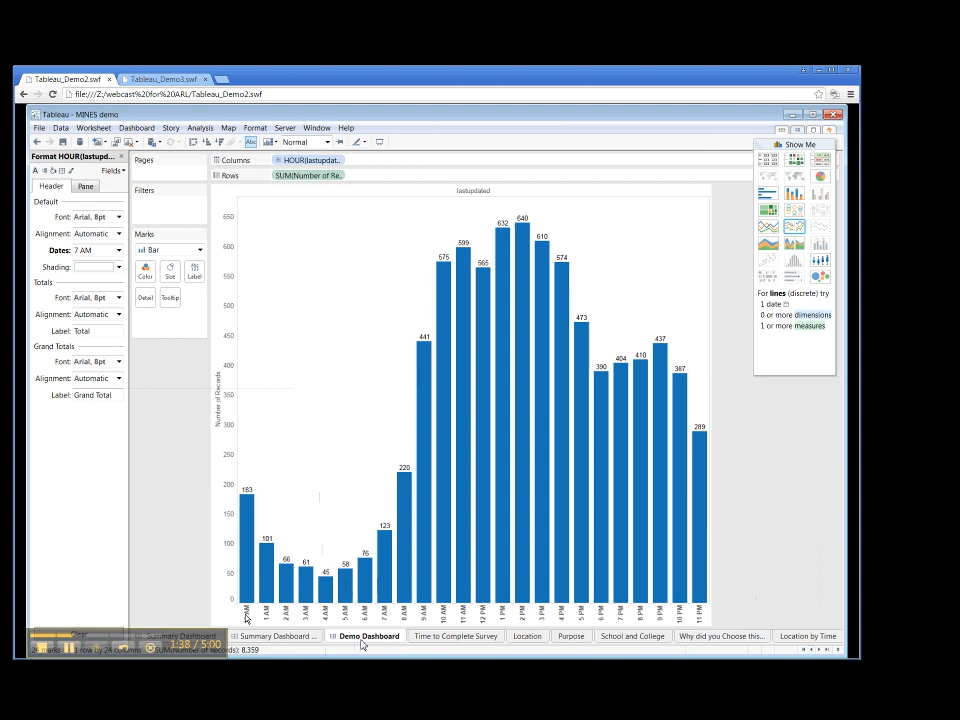 Tableau_Demo2.swf × Tableau_Demo3.swf ×
file:///Z:/webcast%20for%20ARL/Tableau_Demo2.swf
Tableau - MINES demo
File Data Worksheet Dashboard Story Analysis Map Format Server Window Help
Abc Normal
Format HOUR(lastupd... ×
Fields
Header Pane
Default
Font: Arial, 8pt
Alignment: Automatic
Dates: 7 AM
Shading:
Totals
Font: Arial, 8pt
Alignment: Automatic
Label: Total
Grand Totals
Font: Arial, 8pt
Alignment: Automatic
Label: Grand Total
Clear
Pages
Filters
Marks
Bar
Color Size Label
Detail Tooltip
Columns HOUR(lastupdat..
Rows SUM(Number of Re..
lastupdated
Number of Records
650
600
550
500
450
400
350
300
250
200
150
100
50
0
183 101 66 61 45 58 76 123 220 441 575 599 565 632 640 610 574 473 390 404 410 437 387 289
AM 1 AM 2 AM 3 AM 4 AM 5 AM 6 AM 7 AM 8 AM 9 AM 10 AM 11 AM 12 PM 1 PM 2 PM 3 PM 4 PM 5 PM 6 PM 7 PM 8 PM 9 PM 10 PM 11 PM
Show Me
For lines (discrete) try
1 date
0 or more dimensions
1 or more measures
Summary Dashboard Summary Dashboard ... Demo Dashboard Time to Complete Survey Location Purpose School and College Why did you Choose this... Location by Time
marks 1 row by 24 columns SUM(Number of Records): 8,359
1:38 / 5:00